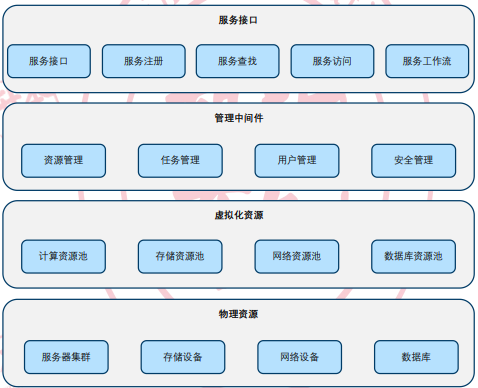 服务接口
服务接口 服务注册 服务查找 服务访问 服务工作流
管理中间件
资源管理 任务管理 用户管理 安全管理
虚拟化资源
计算资源池 存储资源池 网络资源池 数据库资源池
物理资源
服务器集群 存储设备 网络设备 数据库